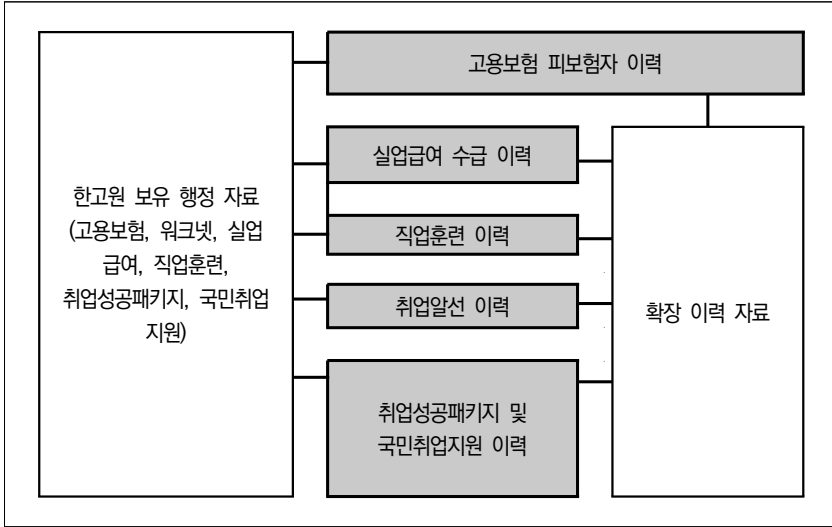 고용보험 피보험자 이력
실업급여 수급 이력
한고원 보유 행정 자료
(고용보험, 워크넷, 실업
급여, 직업훈련,
취업성공패키지, 국민취업
지원)
직업훈련 이력
취업알선 이력
확장 이력 자료
취업성공패키지 및
국민취업지원 이력